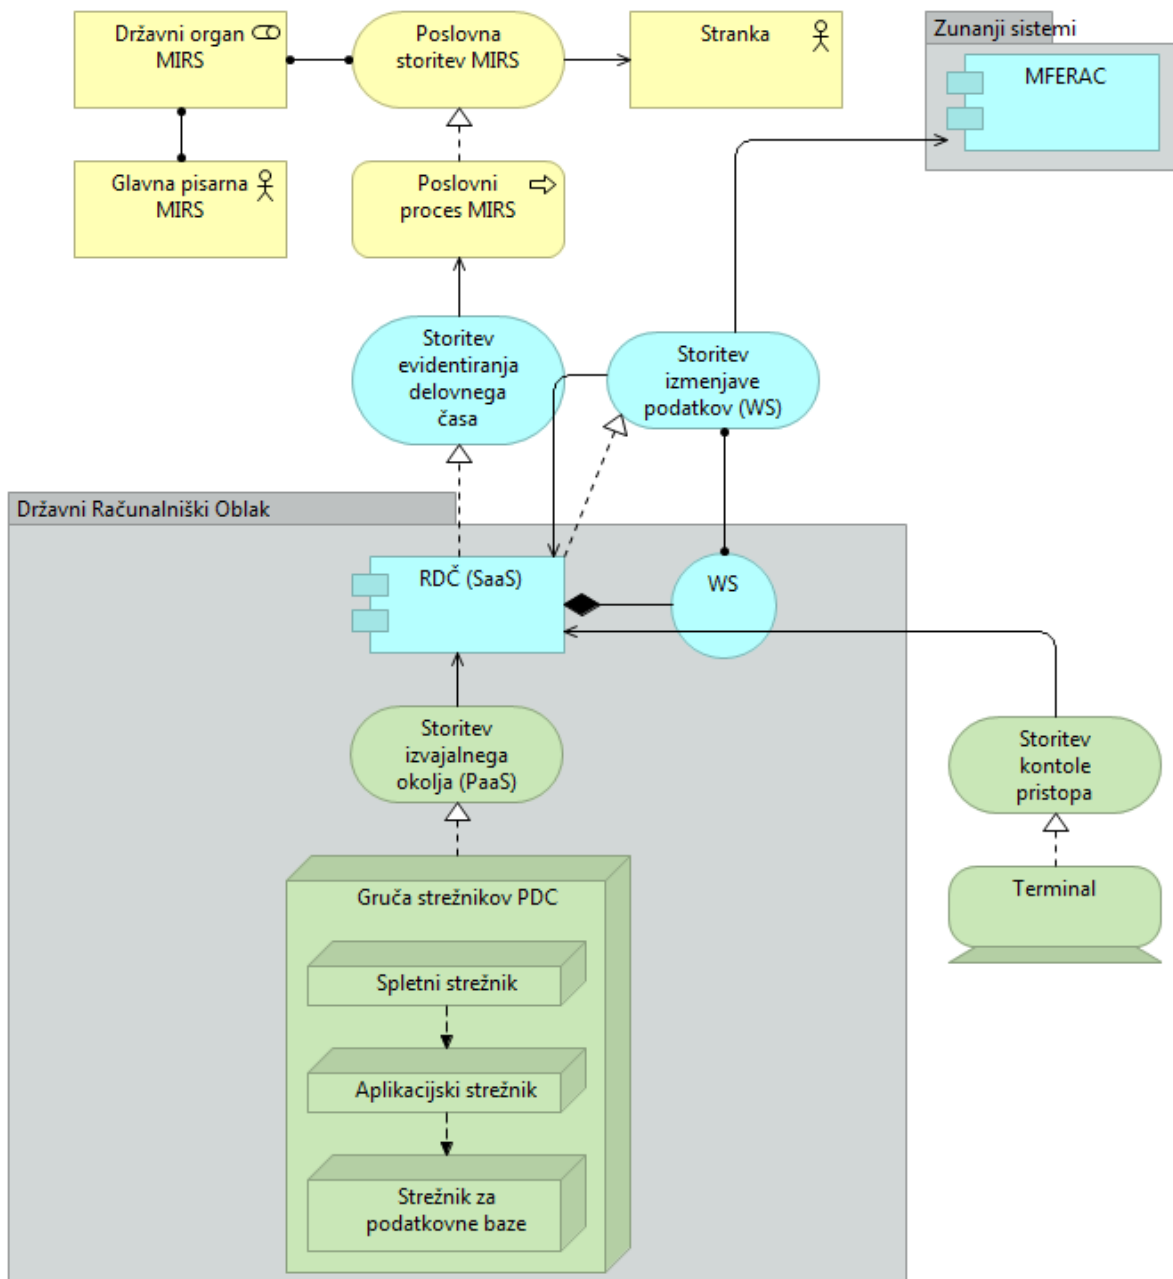 Državni organ
MIRS
Poslovna
storitev MIRS
Stranka
Zunanji sistemi
MFERAC
Glavna pisarna
MIRS
Poslovni
proces MIRS
Storitev
evidentiranja
delovnega
časa
Storitev
izmenjave
podatkov (WS)
Državni Računalniški Oblak
RDČ (SaaS)
WS
Storitev
izvajalnega
okolja (PaaS)
Storitev
kontole
pristopa
Gruča strežnikov PDC
Terminal
Spletni strežnik
Aplikacijski strežnik
Strežnik za
podatkovne baze